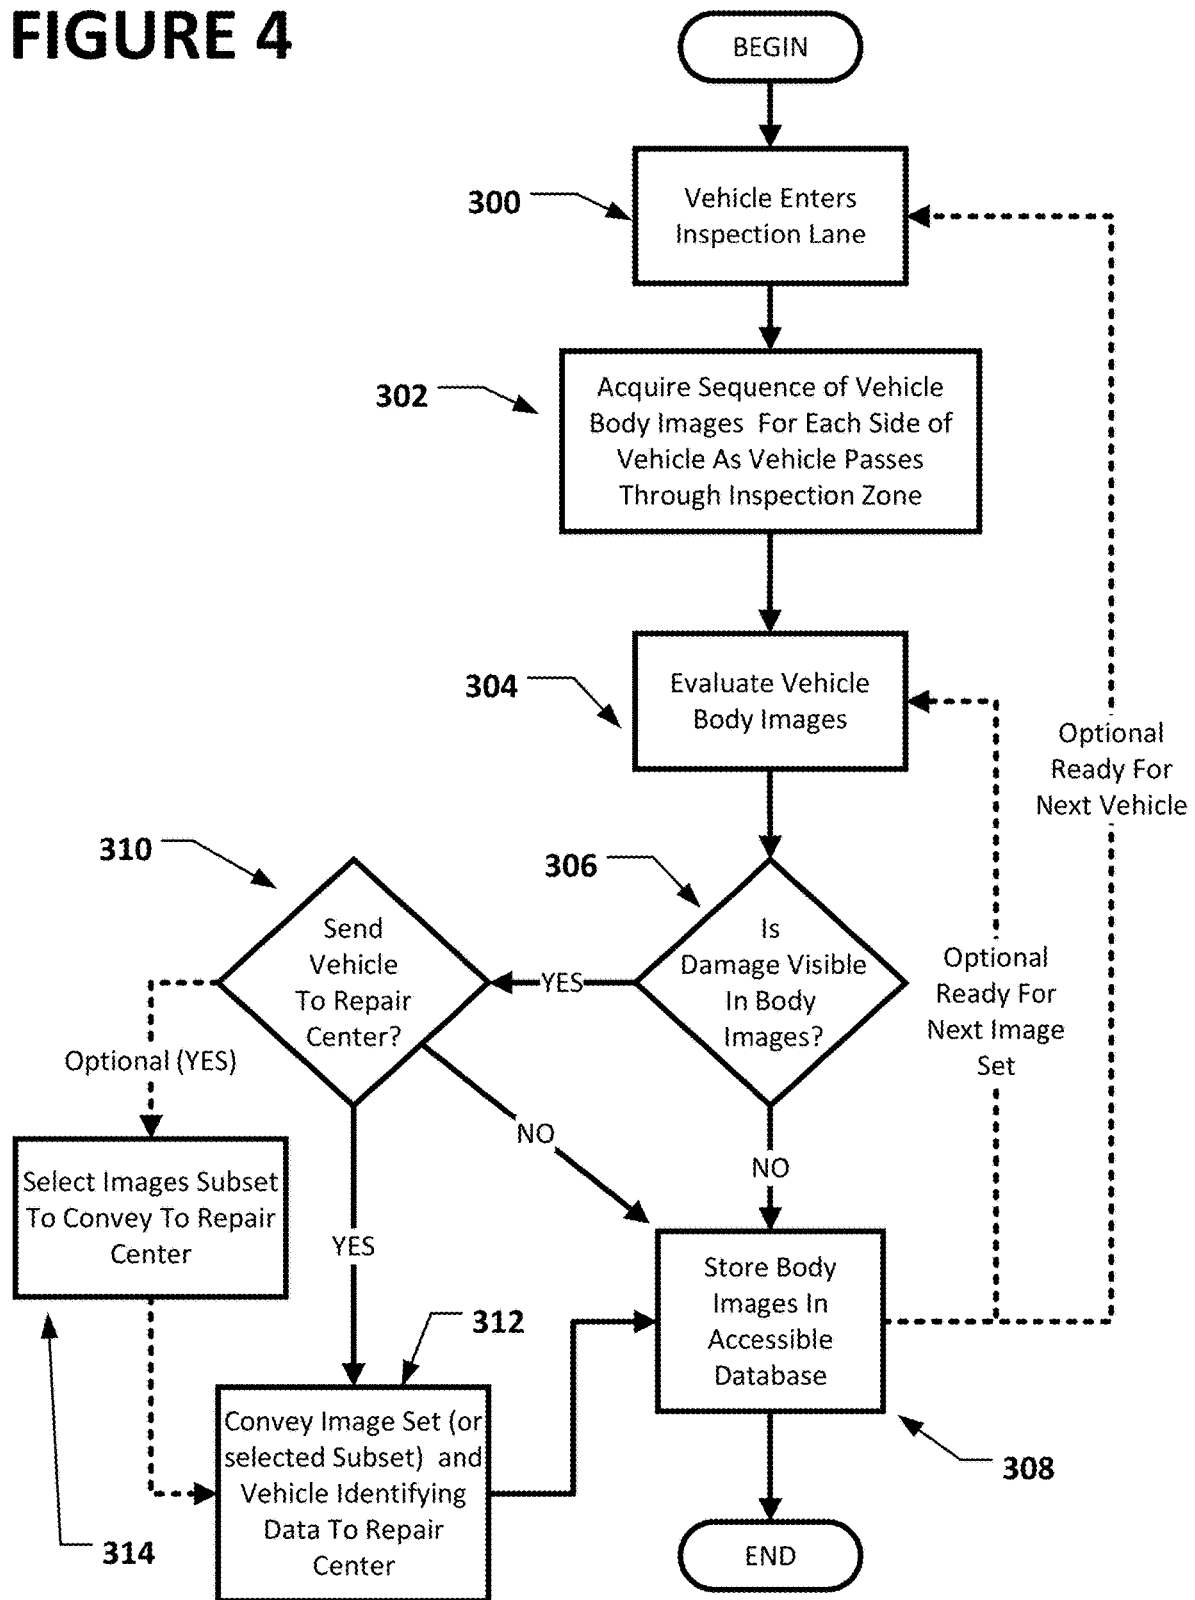 FIGURE 4
BEGIN
300
Vehicle Enters
Inspection Lane
302
Acquire Sequence of Vehicle
Body Images For Each Side of
Vehicle As Vehicle Passes
Through Inspection Zone
304
Evaluate Vehicle
Body Images
Optional
Ready For
Next Vehicle
310
306
Send
Vehicle
To Repair
Center?
YES
Is
Damage Visible
In Body
Images?
Optional
Ready For
Next Image
Set
Optional (YES)
NO
NO
Select Images Subset
To Convey To Repair
Center
YES
Store Body
Images In
Accessible
Database
312
314
Convey Image Set (or
selected Subset) and
Vehicle Identifying
Data To Repair
Center
308
END